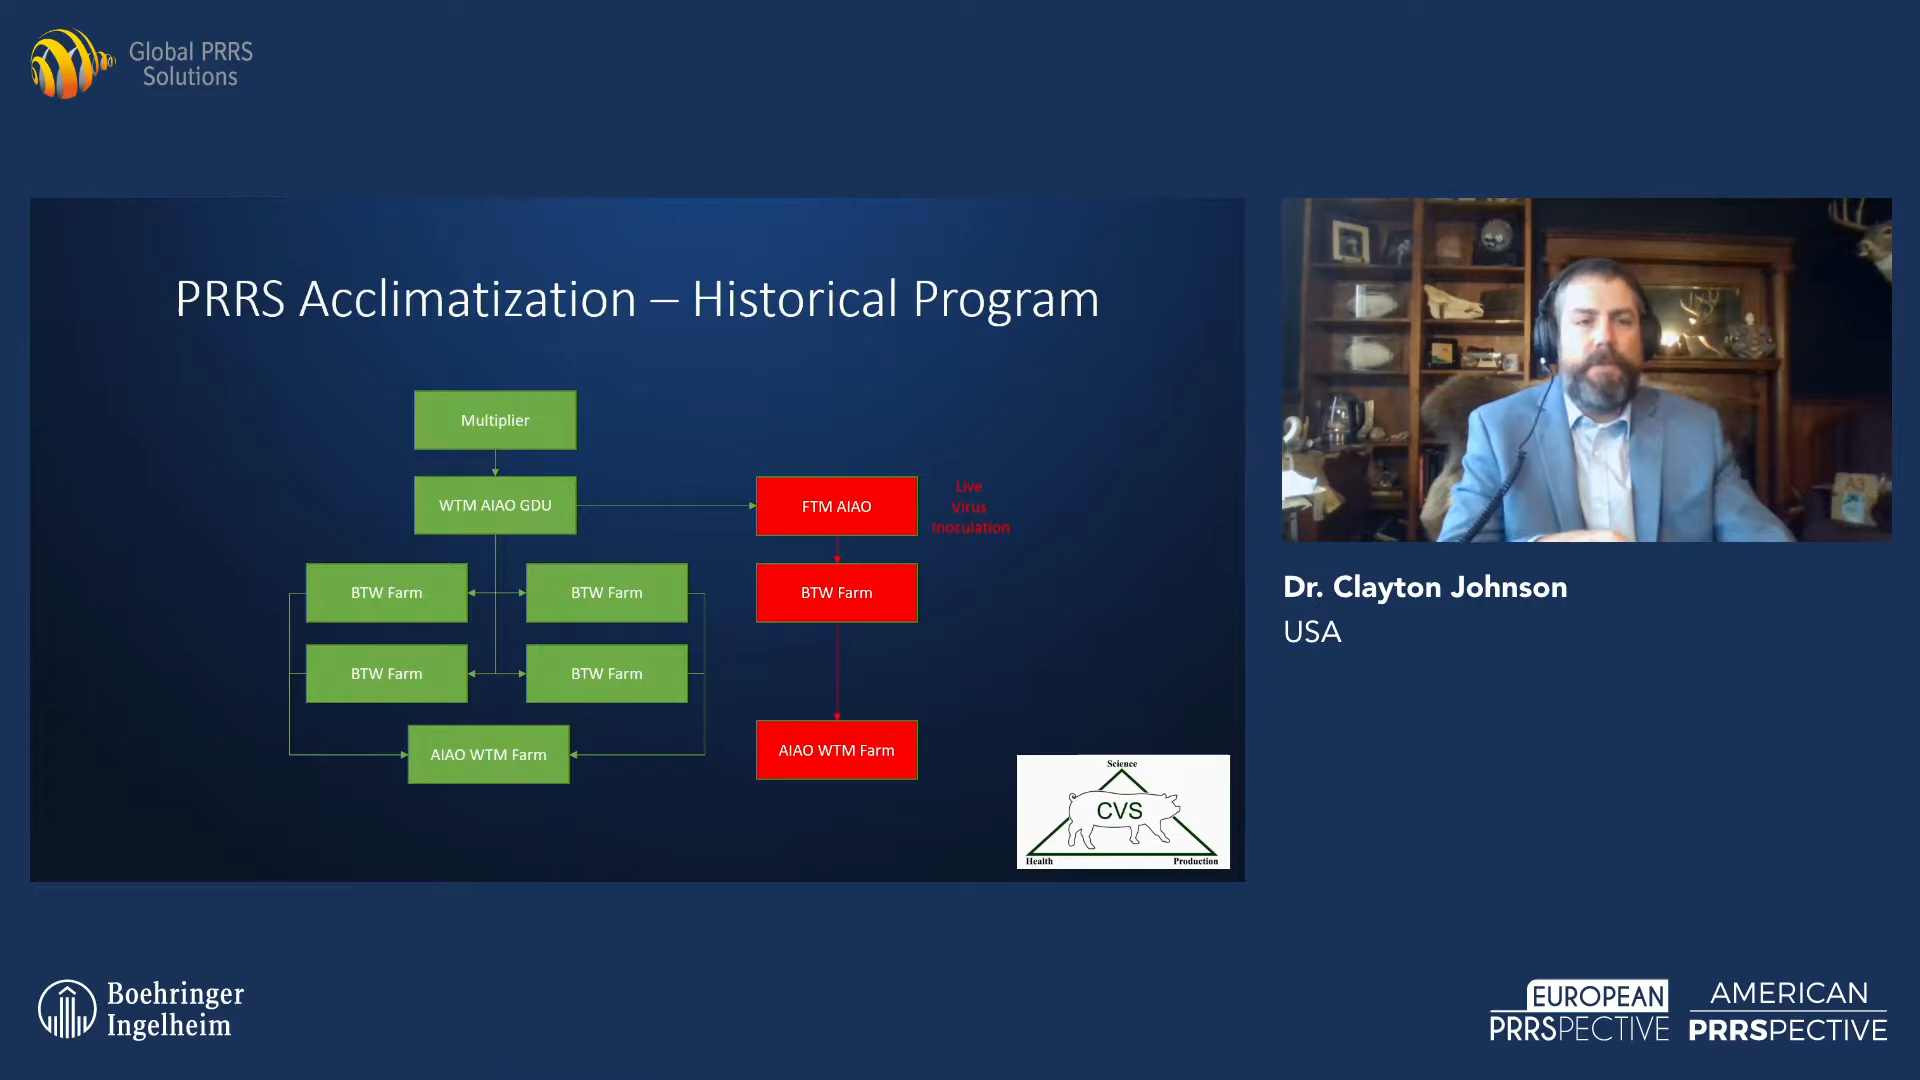 Global PRRS
Solutions
PRRS Acclimatization – Historical Program
Multiplier
WTM AIAO GDU
FTM AIAO
Live
Virus
Inoculation
BTW Farm
BTW Farm
BTW Farm
BTW Farm
BTW Farm
AIAO WTM Farm
AIAO WTM Farm
Science
CVS
Health
Production
Dr. Clayton Johnson
USA
Boehringer
Ingelheim
EUROPEAN
PRRSPECTIVE
AMERICAN
PRRSPECTIVE